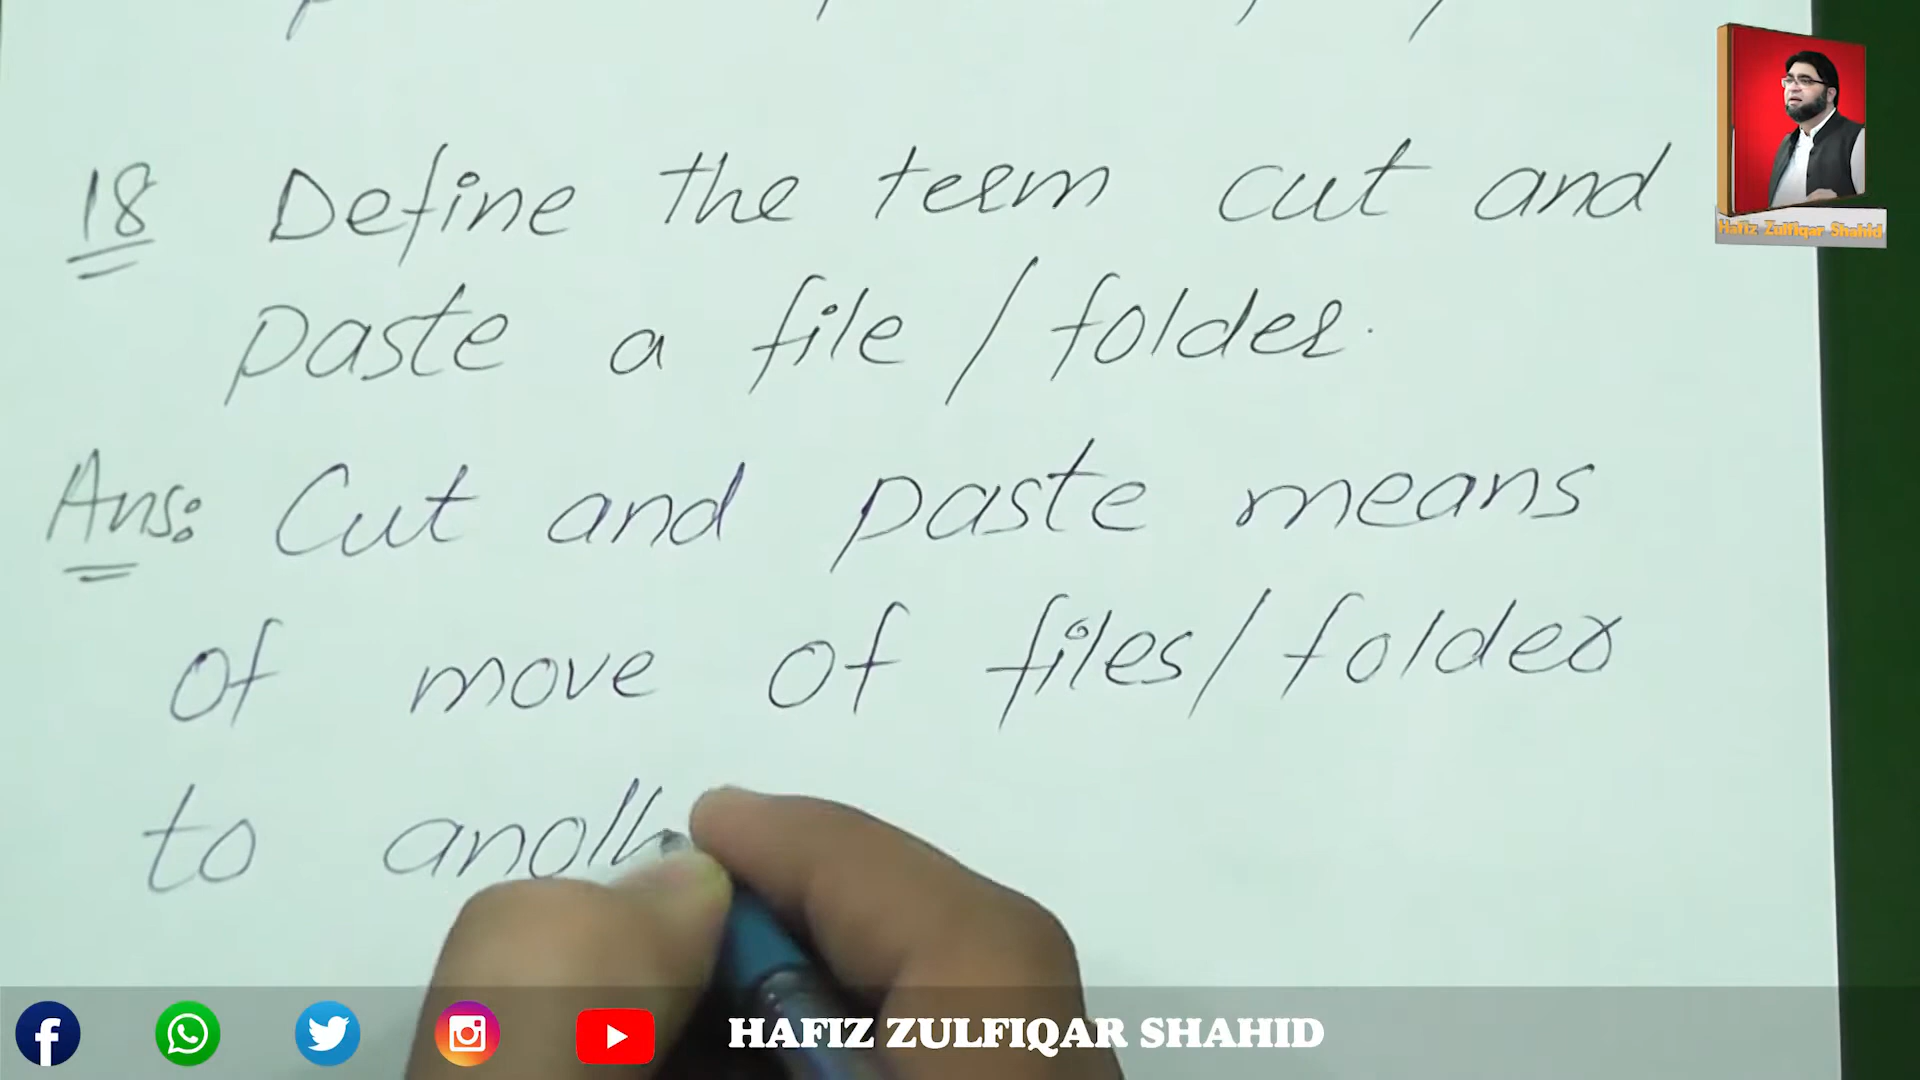 18 Define the term cut and
paste a file / folder.
Ans: Cut and paste means
of move of files/folder
to anoth
Hafiz Zulfiqar Shahid
HAFIZ ZULFIQAR SHAHID